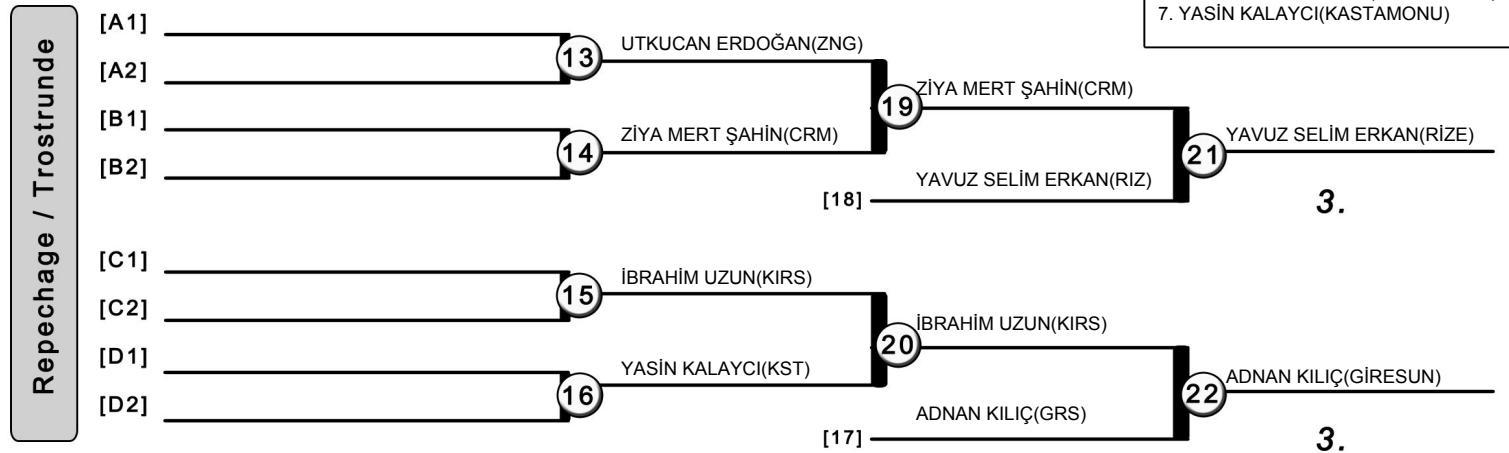 7. YASİN KALAYCI(KASTAMONU)
Repechage / Trostrunde
[A1]
13
UTKUCAN ERDOĞAN(ZNG)
[A2]
19
ZİYA MERT ŞAHİN(CRM)
[B1]
14
ZİYA MERT ŞAHİN(CRM)
21
YAVUZ SELİM ERKAN(RİZE)
[B2]
YAVUZ SELİM ERKAN(RIZ)
[18]
3.
[C1]
15
İBRAHİM UZUN(KIRS)
[C2]
20
İBRAHİM UZUN(KIRS)
[D1]
16
YASİN KALAYCI(KST)
22
ADNAN KILIÇ(GİRESUN)
[D2]
ADNAN KILIÇ(GRS)
[17]
3.